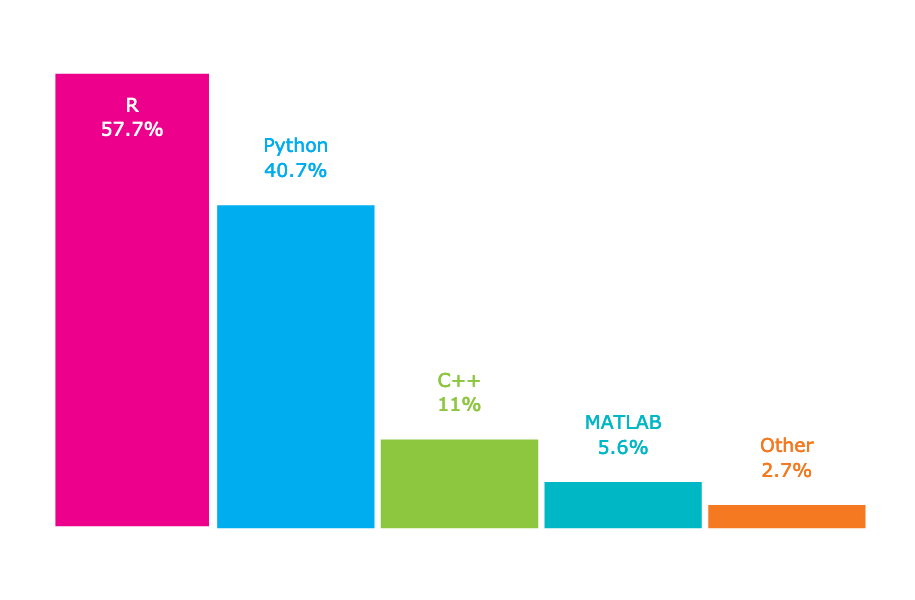 R
57.7%
Python
40.7%
C++
11%
MATLAB
5.6%
Other
2.7%